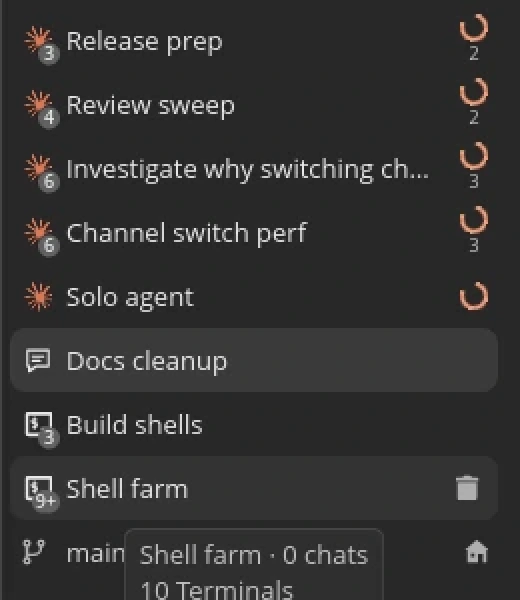 Release prep
3
2
Review sweep
4
2
Investigate why switching ch...
6
3
Channel switch perf
6
3
Solo agent
Docs cleanup
$
Build shells
3
$
Shell farm
9+
main
Shell farm · 0 chats
10 Terminals